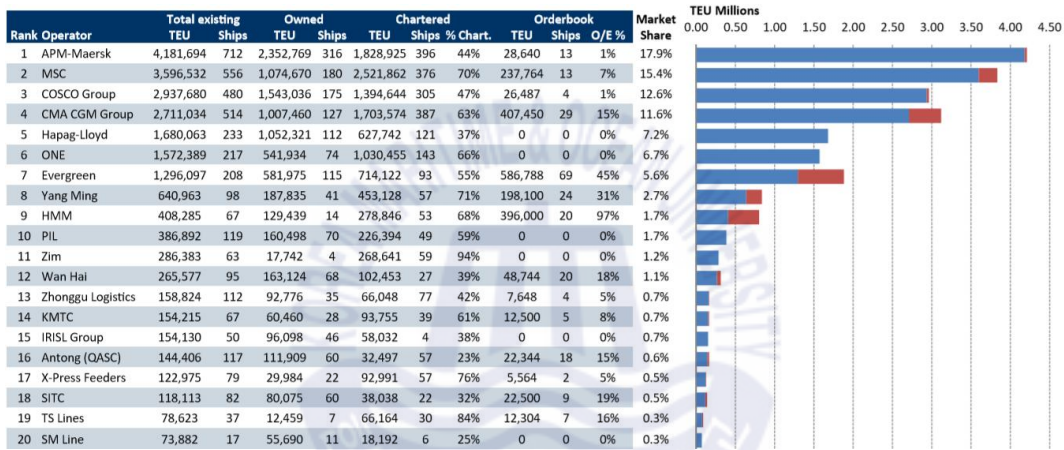 TEU Millions
Total existing Owned Chartered Orderbook Market
Rank Operator TEU Ships TEU Ships TEU Ships % Chart. TEU Ships O/E % Share
0.00 0.50 1.00 1.50 2.00 2.50 3.00 3.50 4.00 4.50
1 APM-Maersk 4,181,694 712 2,352,769 316 1,828,925 396 44% 28,640 13 1% 17.9%
2 MSC 3,596,532 556 1,074,670 180 2,521,862 376 70% 237,764 13 7% 15.4%
3 COSCO Group 2,937,680 480 1,543,036 175 1,394,644 305 47% 26,487 4 1% 12.6%
4 CMA CGM Group 2,711,034 514 1,007,460 127 1,703,574 387 63% 407,450 29 15% 11.6%
5 Hapag-Lloyd 1,680,063 233 1,052,321 112 627,742 121 37% 0 0 0% 7.2%
6 ONE 1,572,389 217 541,934 74 1,030,455 143 66% 0 0 0% 6.7%
7 Evergreen 1,296,097 208 581,975 115 714,122 93 55% 586,788 69 45% 5.6%
8 Yang Ming 640,963 98 187,835 41 453,128 57 71% 198,100 24 31% 2.7%
9 HMM 408,285 67 129,439 14 278,846 53 68% 396,000 20 97% 1.7%
10 PIL 386,892 119 160,498 70 226,394 49 59% 0 0 0% 1.7%
11 Zim 286,383 63 17,742 4 268,641 59 94% 0 0 0% 1.2%
12 Wan Hai 265,577 95 163,124 68 102,453 27 39% 48,744 20 18% 1.1%
13 Zhonggu Logistics 158,824 112 92,776 35 66,048 77 42% 7,648 4 5% 0.7%
14 KMTC 154,215 67 60,460 28 93,755 39 61% 12,500 5 8% 0.7%
15 IRISL Group 154,130 50 96,098 46 58,032 4 38% 0 0 0% 0.7%
16 Antong (QASC) 144,406 117 111,909 60 32,497 57 23% 22,344 18 15% 0.6%
17 X-Press Feeders 122,975 79 29,984 22 92,991 57 76% 5,564 2 5% 0.5%
18 SITC 118,113 82 80,075 60 38,038 22 32% 22,500 9 19% 0.5%
19 TS Lines 78,623 37 12,459 7 66,164 30 84% 12,304 7 16% 0.3%
20 SM Line 73,882 17 55,690 11 18,192 6 25% 0 0 0% 0.3%